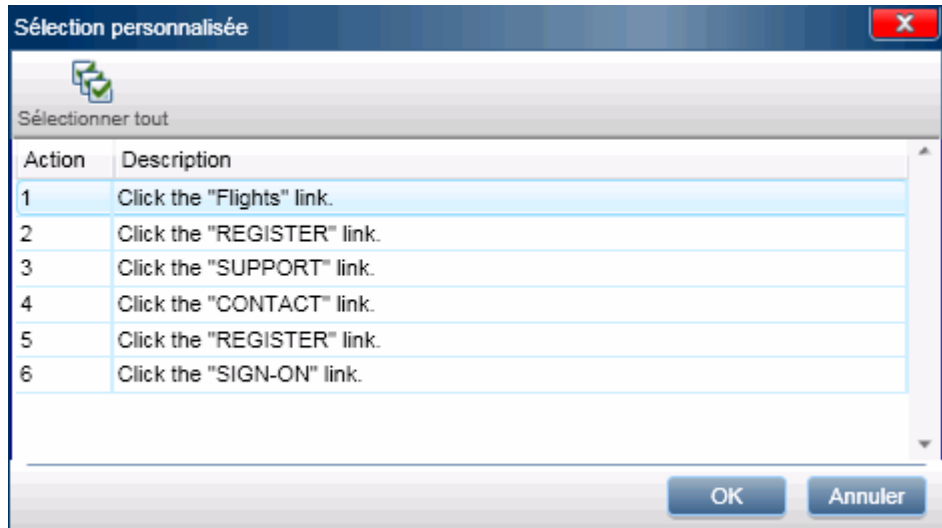 Sélection personnalisée
Sélectionner tout
Action Description
1 Click the "Flights" link.
2 Click the "REGISTER" link.
3 Click the "SUPPORT" link.
4 Click the "CONTACT" link.
5 Click the "REGISTER" link.
6 Click the "SIGN-ON" link.
OK Annuler